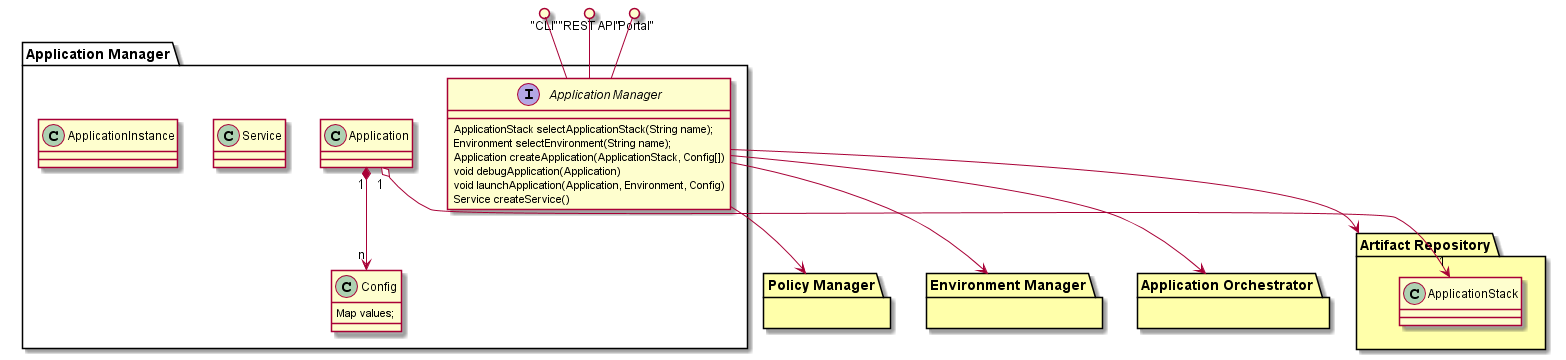 "CLI" "REST API" "Portal"
Application Manager
I Application Manager
ApplicationStack selectApplicationStack(String name);
Environment selectEnvironment(String name);
Application createApplication(ApplicationStack, Config[])
void debugApplication(Application)
void launchApplication(Application, Environment, Config)
Service createService()
C ApplicationInstance
C Service
C Application
1 1
n
C Config
Map values;
Policy Manager
Environment Manager
Application Orchestrator
Artifact Repository
1
C ApplicationStack